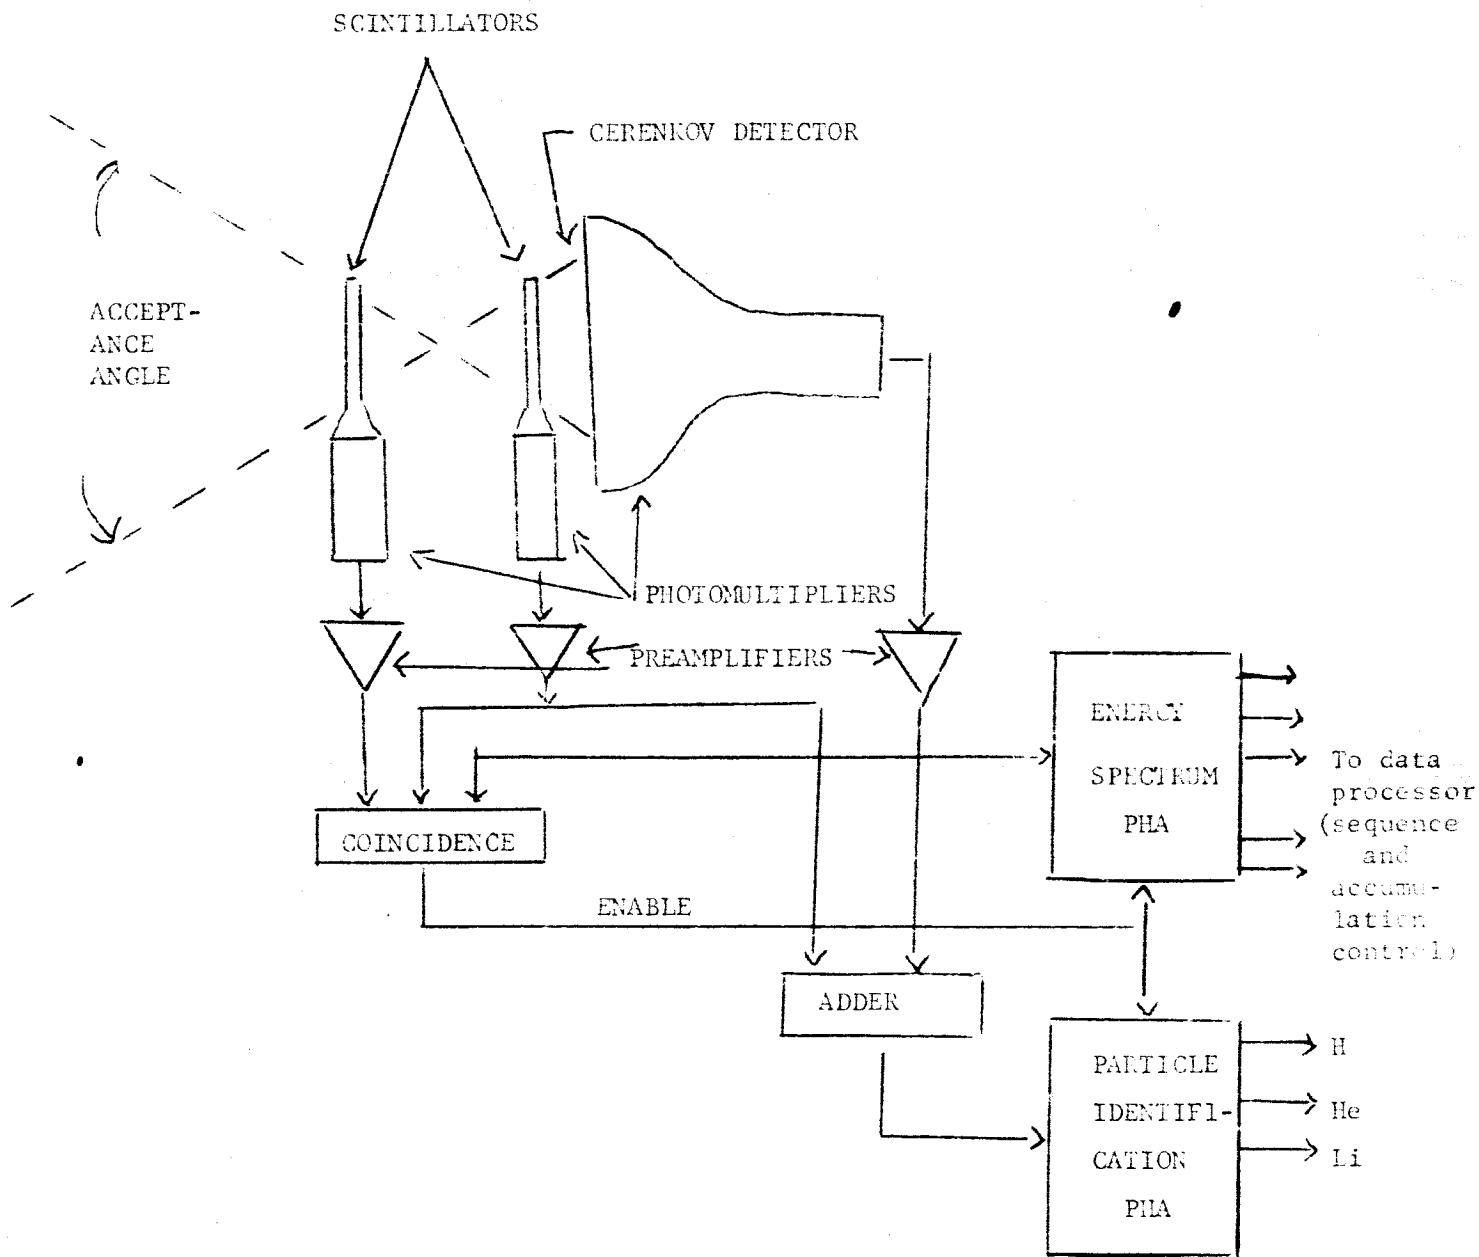 SCINTILLATORS
CERENKOV DETECTOR
ACCEPT-
ANCE
ANGLE
PHOTOMULTIPLIERS
PREAMPLIFIERS
ENERGY
SPECTRUM
PHA
To data
processor
(sequence
and
accumu-
lation
control)
COINCIDENCE
ENABLE
ADDER
PARTICLE
IDENTIFI-
CATION
PHA
H
He
Li